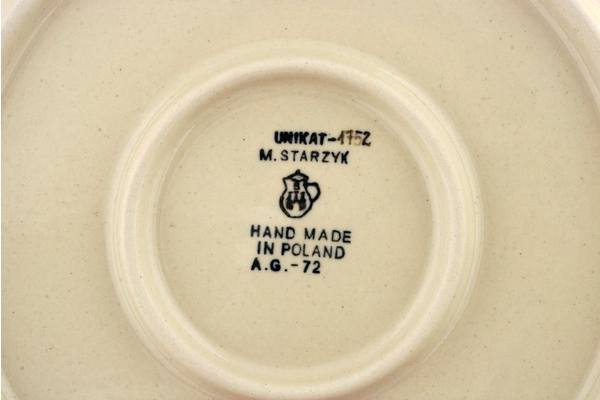 UNIKAT-1752
M. STARZYK
HAND MADE
IN POLAND
A.G.-72